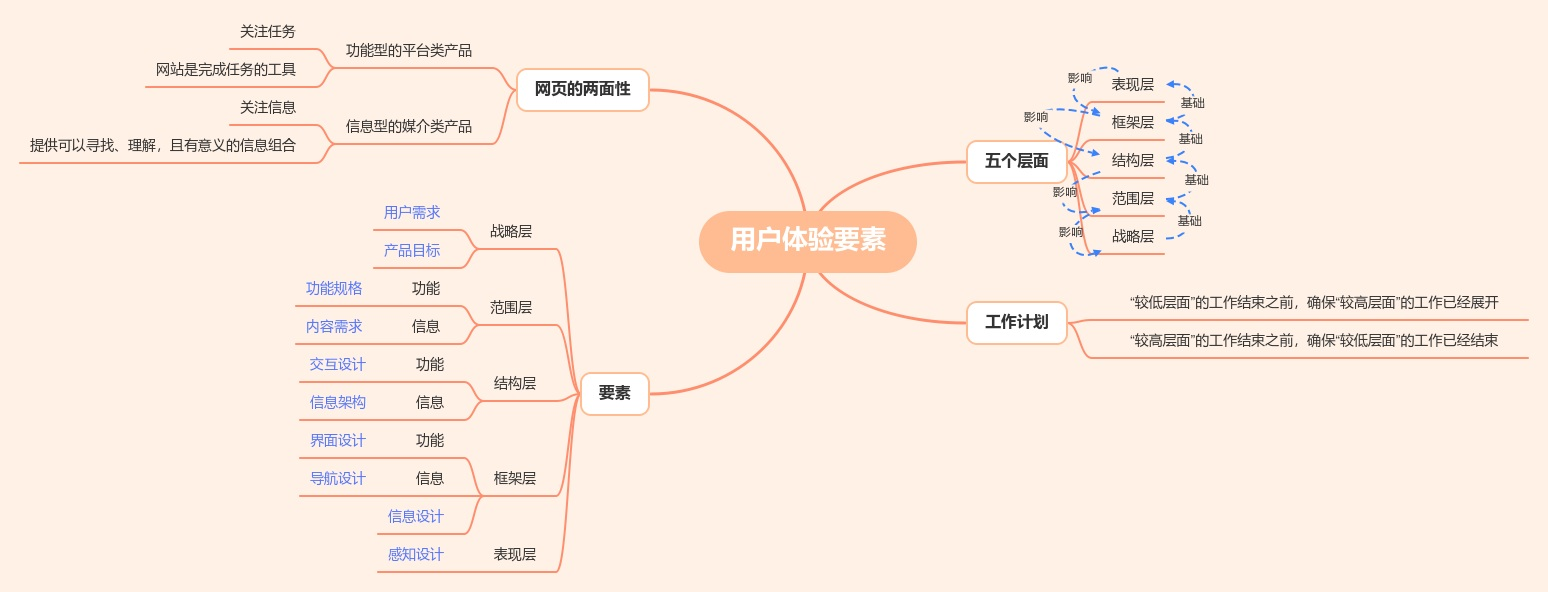 用户体验要素
网页的两面性
功能型的平台类产品
关注任务
网站是完成任务的工具
信息型的媒介类产品
关注信息
提供可以寻找、理解，且有意义的信息组合
要素
战略层
用户需求
产品目标
范围层
功能
功能规格
信息
内容需求
结构层
功能
交互设计
信息
信息架构
框架层
功能
界面设计
信息
导航设计
信息设计
表现层
感知设计
五个层面
表现层
框架层
结构层
范围层
战略层
影响
影响
影响
影响
基础
基础
基础
基础
工作计划
“较低层面”的工作结束之前，确保“较高层面”的工作已经展开
“较高层面”的工作结束之前，确保“较低层面”的工作已经结束